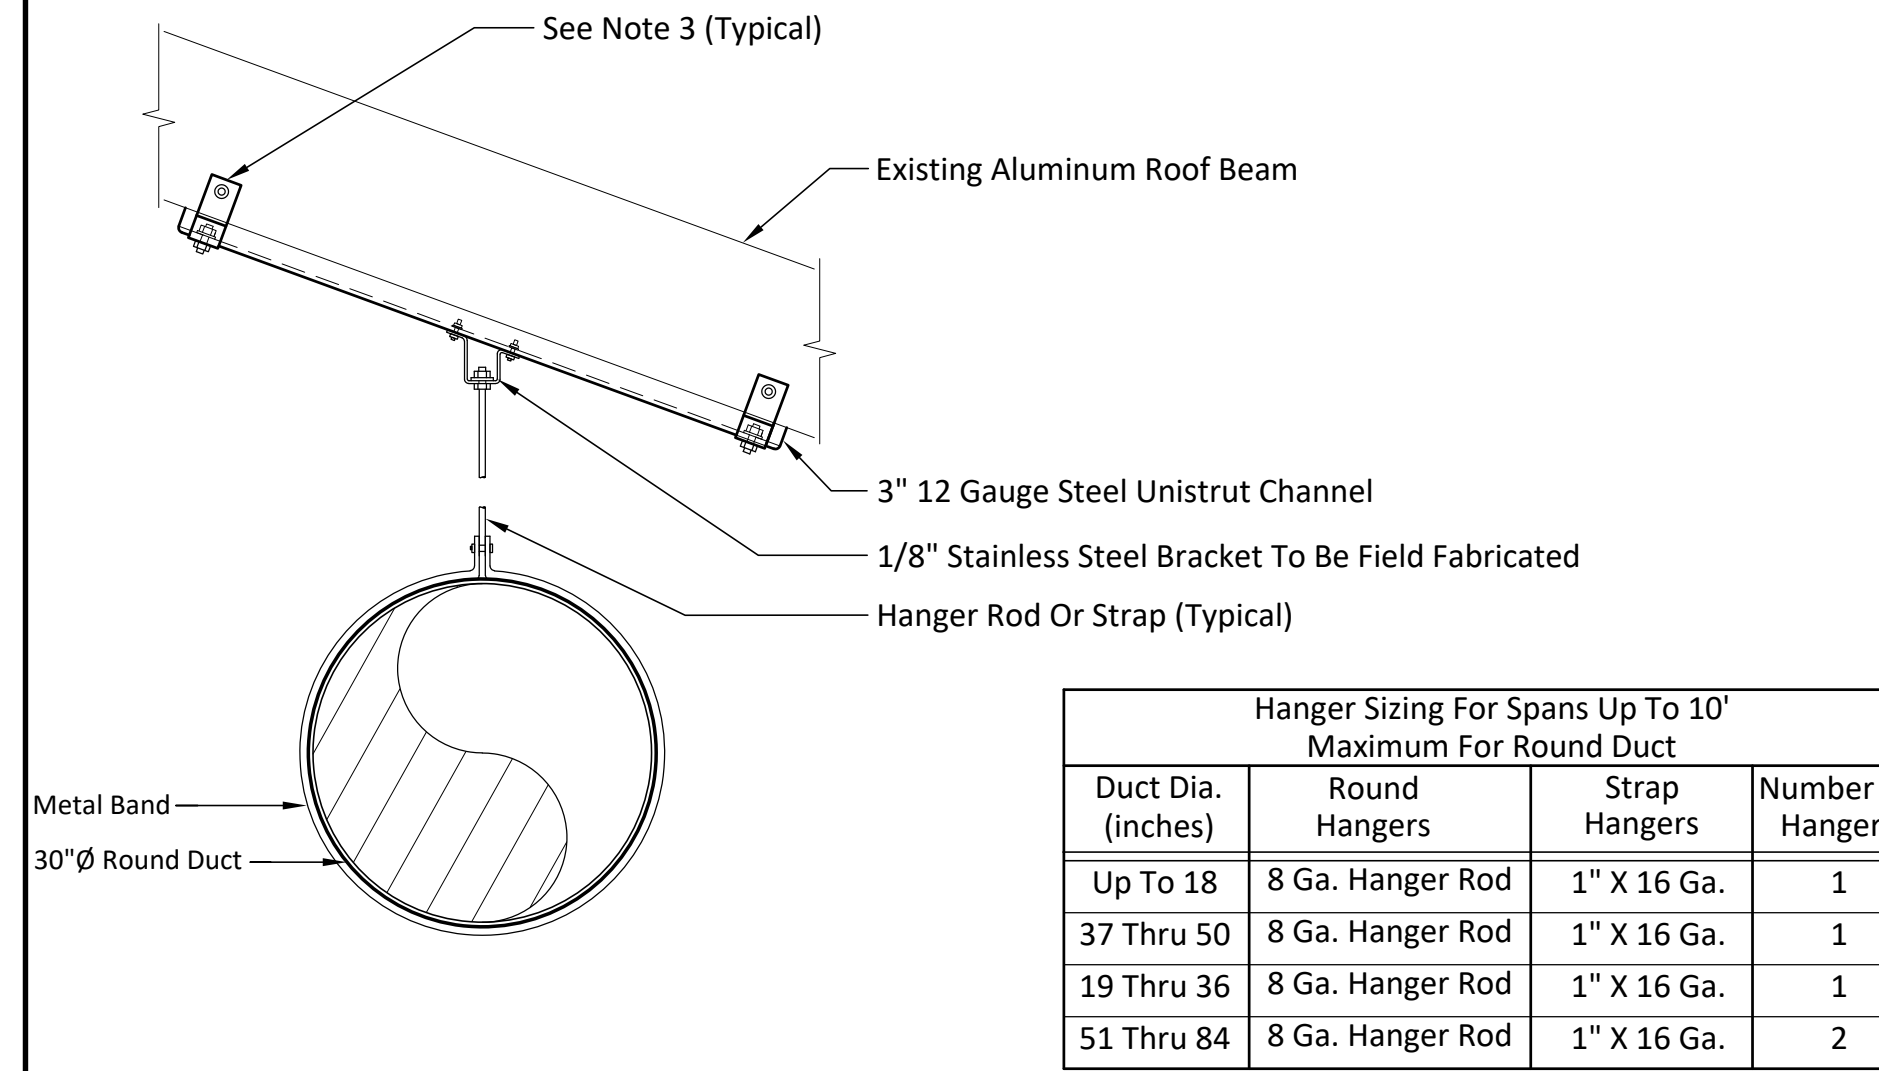 See Note 3 (Typical)
Existing Aluminum Roof Beam
3" 12 Gauge Steel Unistrut Channel
1/8" Stainless Steel Bracket To Be Field Fabricated
Hanger Rod Or Strap (Typical)
Metal Band
30"Ø Round Duct
Hanger Sizing For Spans Up To 10'
Maximum For Round Duct
Duct Dia. (inches) Round Hangers Strap Hangers Number Hanger
Up To 18 8 Ga. Hanger Rod 1" X 16 Ga. 1
37 Thru 50 8 Ga. Hanger Rod 1" X 16 Ga. 1
19 Thru 36 8 Ga. Hanger Rod 1" X 16 Ga. 1
51 Thru 84 8 Ga. Hanger Rod 1" X 16 Ga. 2